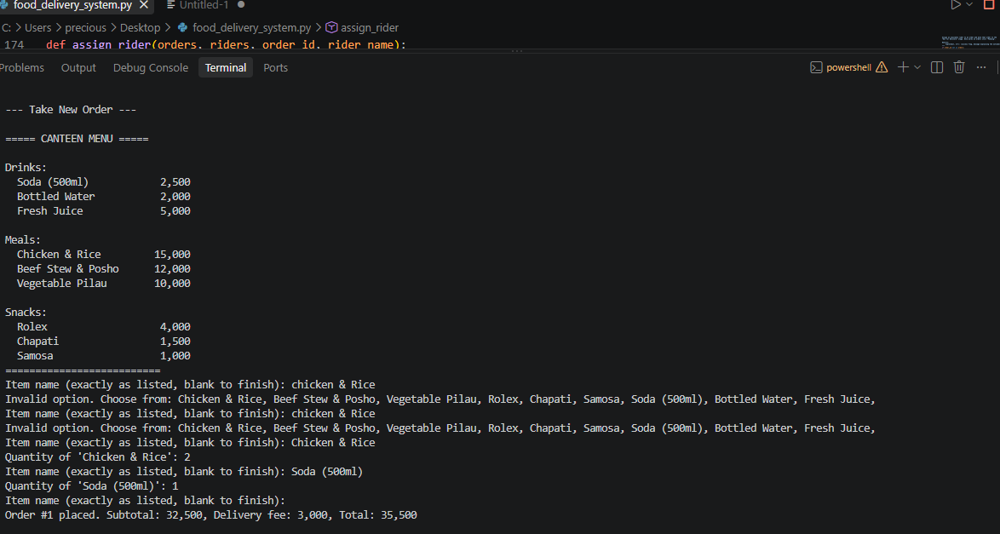 food_delivery_system.py Untitled-1
C: > Users > precious > Desktop > food_delivery_system.py > assign_rider
174 def assign_rider(orders, riders, order_id, rider_name):
Problems Output Debug Console Terminal Ports
powershell
--- Take New Order ---
===== CANTEEN MENU =====
Drinks:
Soda (500ml) 2,500
Bottled Water 2,000
Fresh Juice 5,000
Meals:
Chicken & Rice 15,000
Beef Stew & Posho 12,000
Vegetable Pilau 10,000
Snacks:
Rolex 4,000
Chapati 1,500
Samosa 1,000
==========================
Item name (exactly as listed, blank to finish): chicken & Rice
Invalid option. Choose from: Chicken & Rice, Beef Stew & Posho, Vegetable Pilau, Rolex, Chapati, Samosa, Soda (500ml), Bottled Water, Fresh Juice,
Item name (exactly as listed, blank to finish): chicken & Rice
Invalid option. Choose from: Chicken & Rice, Beef Stew & Posho, Vegetable Pilau, Rolex, Chapati, Samosa, Soda (500ml), Bottled Water, Fresh Juice,
Item name (exactly as listed, blank to finish): Chicken & Rice
Quantity of 'Chicken & Rice': 2
Item name (exactly as listed, blank to finish): Soda (500ml)
Quantity of 'Soda (500ml)': 1
Item name (exactly as listed, blank to finish):
Order #1 placed. Subtotal: 32,500, Delivery fee: 3,000, Total: 35,500